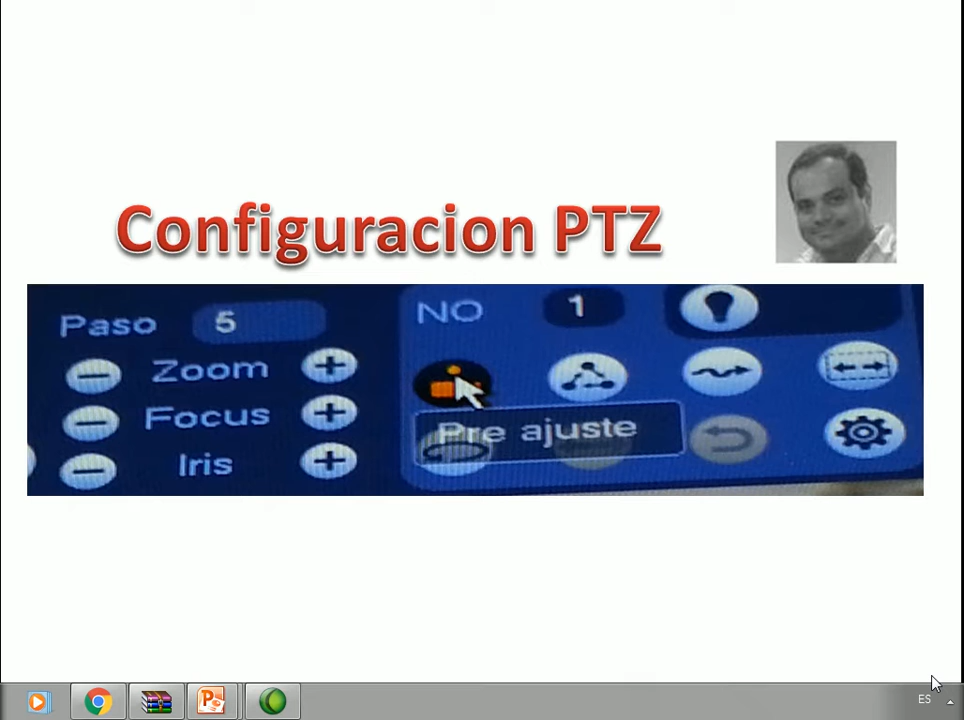 Configuracion PTZ
Paso 5
NO 1
Zoom
Focus
Pre ajuste
Iris
ES